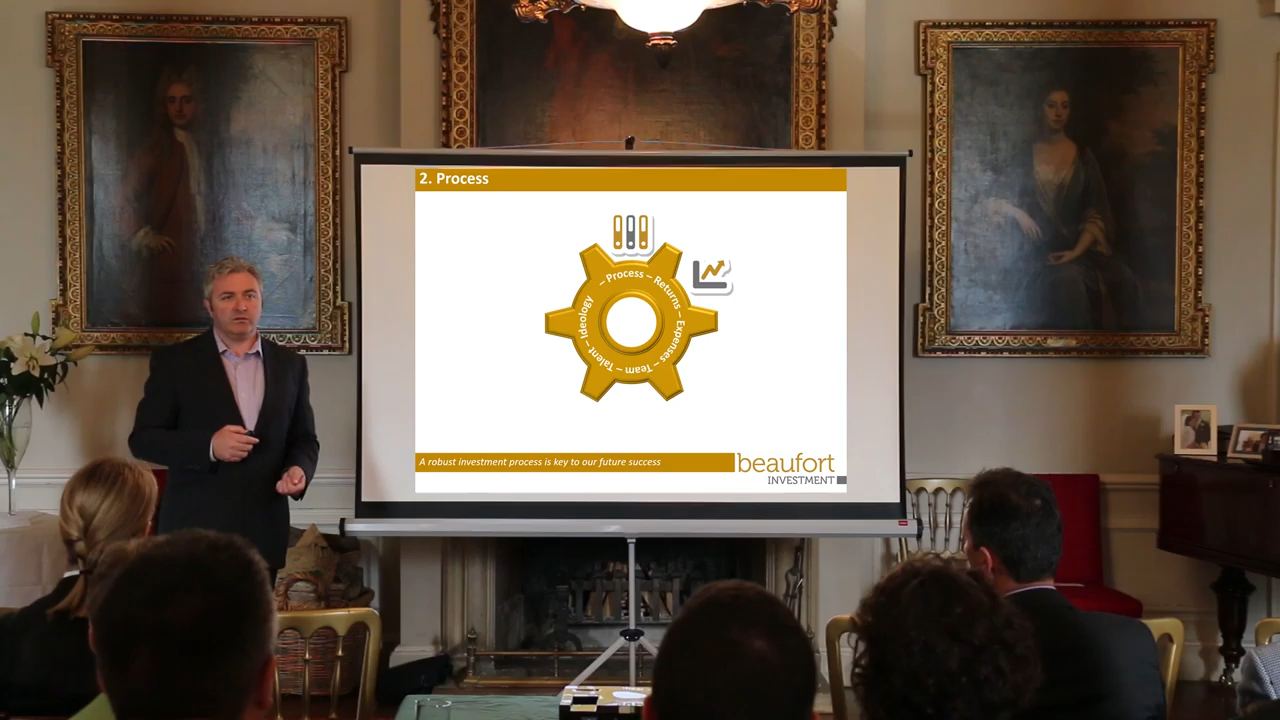 2. Process
– Process – Returns – Expenses – Team – Talent – Ideology
A robust investment process is key to our future success
beaufort
INVESTMENT